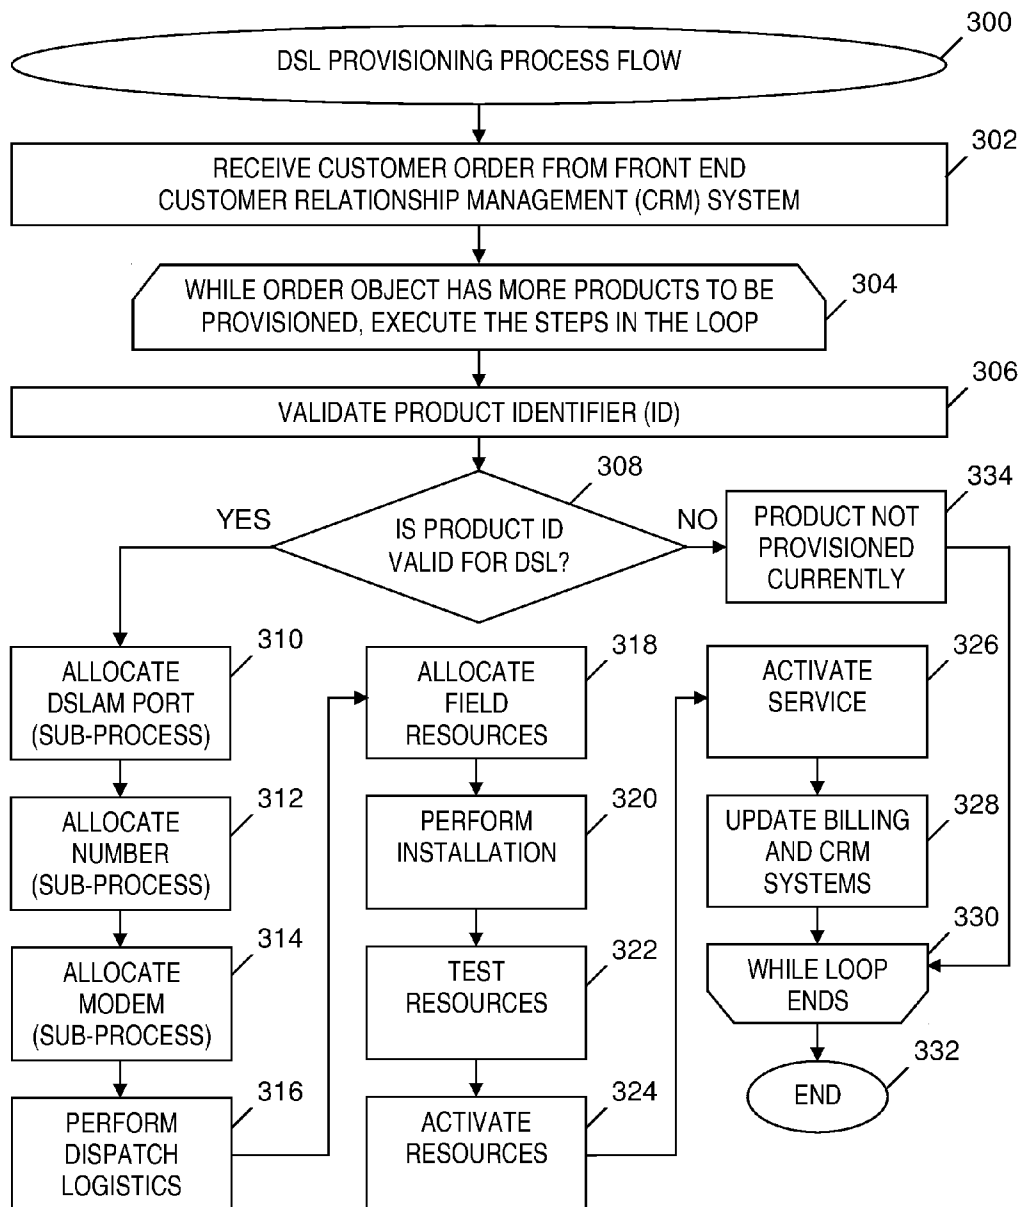 300
DSL PROVISIONING PROCESS FLOW
302
RECEIVE CUSTOMER ORDER FROM FRONT END
CUSTOMER RELATIONSHIP MANAGEMENT (CRM) SYSTEM
304
WHILE ORDER OBJECT HAS MORE PRODUCTS TO BE
PROVISIONED, EXECUTE THE STEPS IN THE LOOP
306
VALIDATE PRODUCT IDENTIFIER (ID)
308
IS PRODUCT ID
VALID FOR DSL?
YES
NO
334
PRODUCT NOT
PROVISIONED
CURRENTLY
310
ALLOCATE
DSLAM PORT
(SUB-PROCESS)
312
ALLOCATE
NUMBER
(SUB-PROCESS)
314
ALLOCATE
MODEM
(SUB-PROCESS)
316
PERFORM
DISPATCH
LOGISTICS
318
ALLOCATE
FIELD
RESOURCES
320
PERFORM
INSTALLATION
322
TEST
RESOURCES
324
ACTIVATE
RESOURCES
326
ACTIVATE
SERVICE
328
UPDATE BILLING
AND CRM
SYSTEMS
330
WHILE LOOP
ENDS
332
END